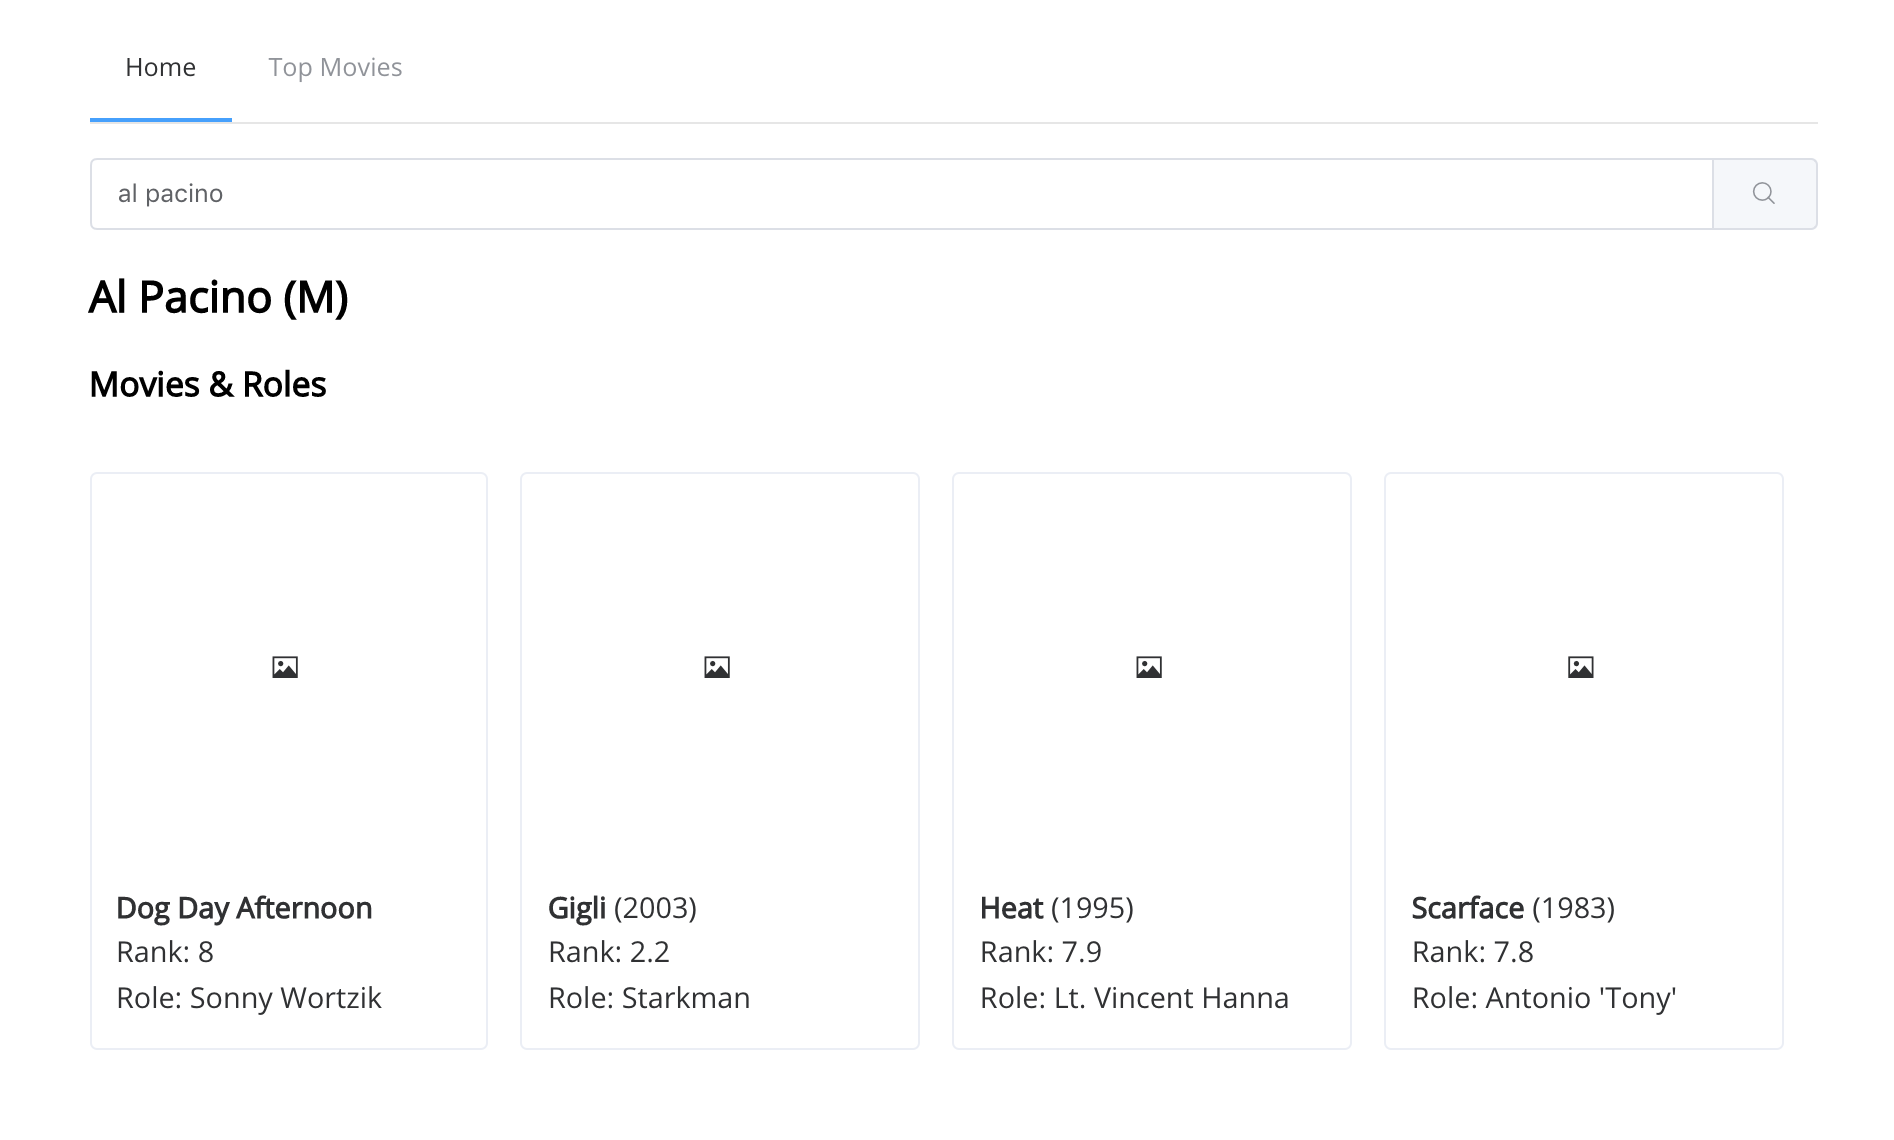 Home Top Movies
al pacino
Al Pacino (M)
Movies & Roles
Dog Day Afternoon
Rank: 8
Role: Sonny Wortzik
Gigli (2003)
Rank: 2.2
Role: Starkman
Heat (1995)
Rank: 7.9
Role: Lt. Vincent Hanna
Scarface (1983)
Rank: 7.8
Role: Antonio 'Tony'